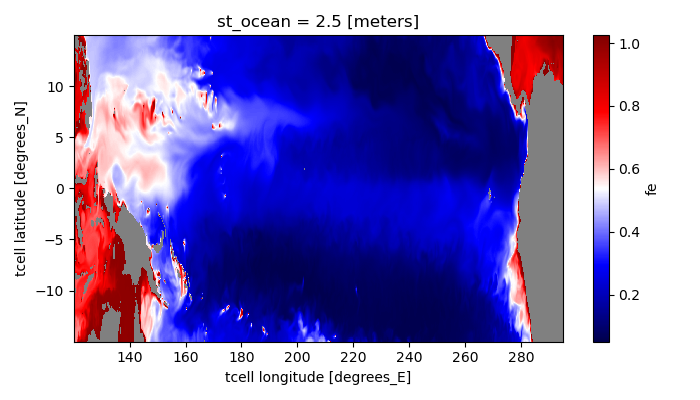 st_ocean = 2.5 [meters]
10
5
0
−5
−10
tcell latitude [degrees_N]
140 160 180 200 220 240 260 280
tcell longitude [degrees_E]
1.0
0.8
0.6
0.4
0.2
fe